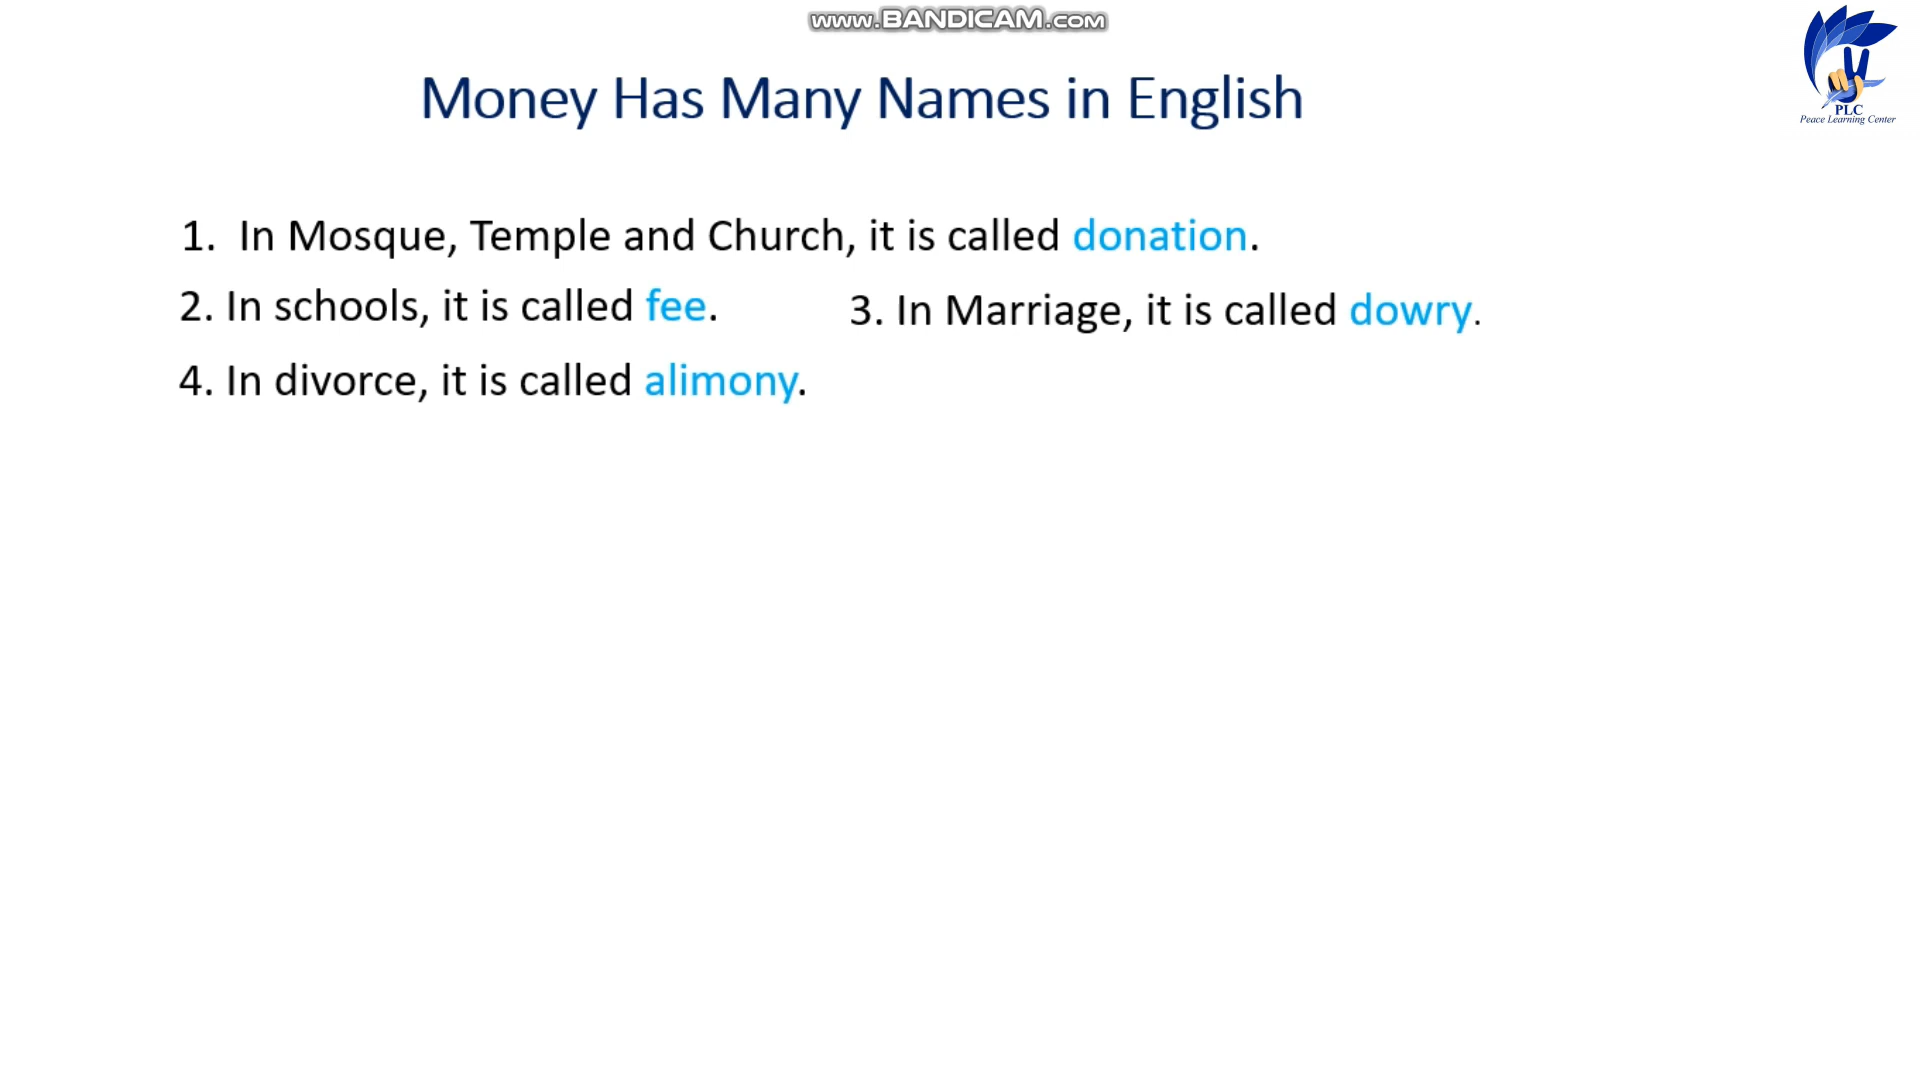 www.BANDICAM.com
PLC
Peace Learning Center
Money Has Many Names in English
1. In Mosque, Temple and Church, it is called donation.
2. In schools, it is called fee.
3. In Marriage, it is called dowry.
4. In divorce, it is called alimony.